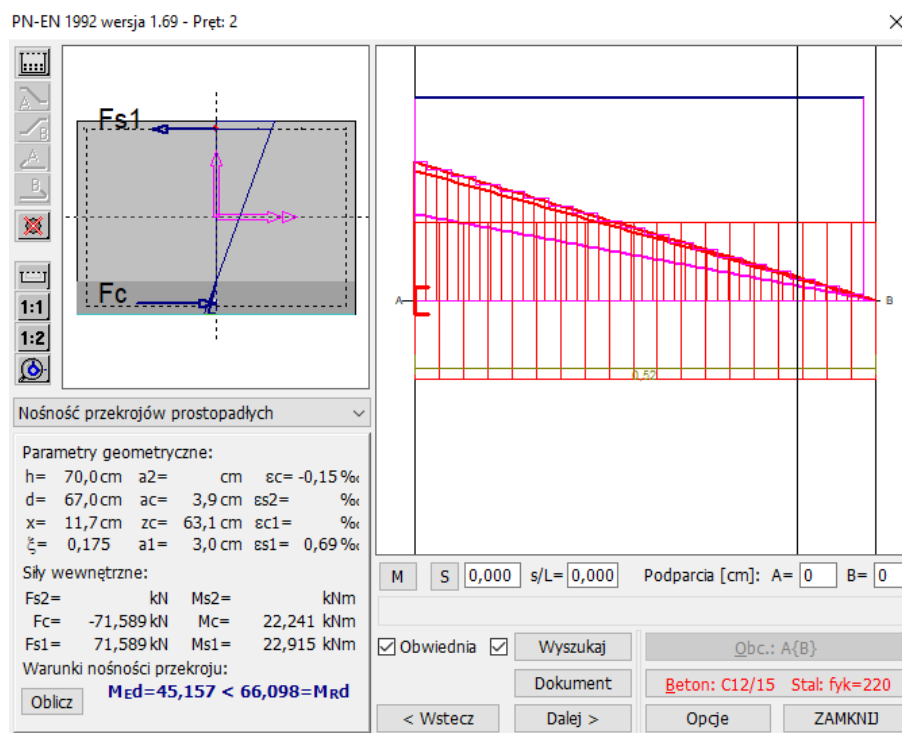 PN-EN 1992 wersja 1.69 - Pręt: 2
Fs1
Fc
A
B
0,52
A
B
A
B
1:1
1:2
Nośność przekrojów prostopadłych
Parametry geometryczne:
h= 70,0 cm a2= cm εc= -0,15 ‰
d= 67,0 cm ac= 3,9 cm εs2= ‰
x= 11,7 cm zc= 63,1 cm εc1= ‰
ξ= 0,175 a1= 3,0 cm εs1= 0,69 ‰
Siły wewnętrzne:
Fs2= kN Ms2= kNm
Fc= -71,589 kN Mc= 22,241 kNm
Fs1= 71,589 kN Ms1= 22,915 kNm
Warunki nośności przekroju:
Oblicz MEd=45,157 < 66,098=MRd
M S 0,000 s/L= 0,000 Podparcia [cm]: A= 0 B= 0
Obwiednia Wyszukaj Obc.: A{B}
Dokument Beton: C12/15 Stal: fyk=220
< Wstecz Dalej > Opcje ZAMKNIJ